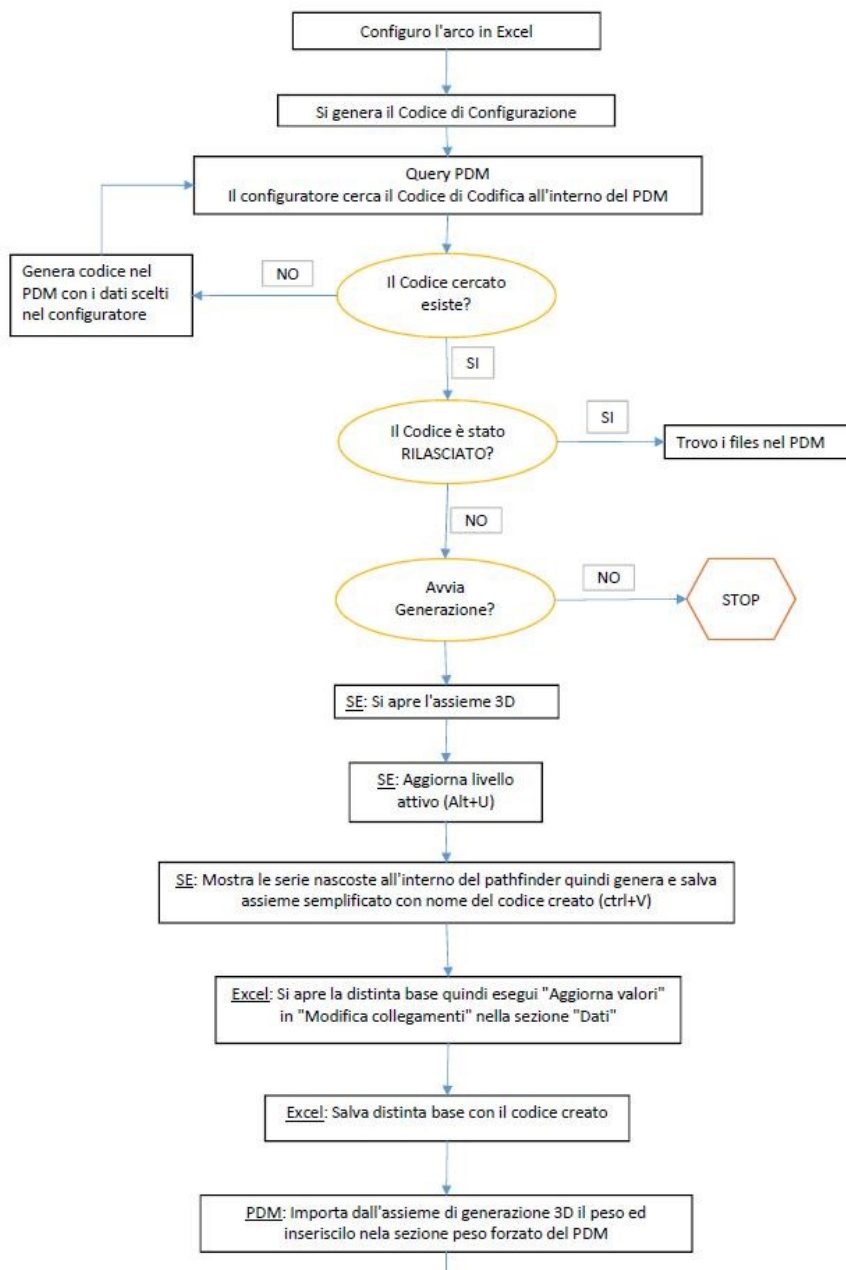 Configuro l'arco in Excel
Si genera il Codice di Configurazione
Query PDM
Il configuratore cerca il Codice di Codifica all'interno del PDM
Genera codice nel
PDM con i dati scelti
nel configuratore
NO
Il Codice cercato
esiste?
SI
Il Codice è stato
RILASCIATO?
SI
Trovo i files nel PDM
NO
Avvia
Generazione?
NO
STOP
SE: Si apre l'assieme 3D
SE: Aggiorna livello
attivo (Alt+U)
SE: Mostra le serie nascoste all'interno del pathfinder quindi genera e salva
assieme semplificato con nome del codice creato (ctrl+V)
Excel: Si apre la distinta base quindi esegui "Aggiorna valori"
in "Modifica collegamenti" nella sezione "Dati"
Excel: Salva distinta base con il codice creato
PDM: Importa dall'assieme di generazione 3D il peso ed
inseriscilo nela sezione peso forzato del PDM